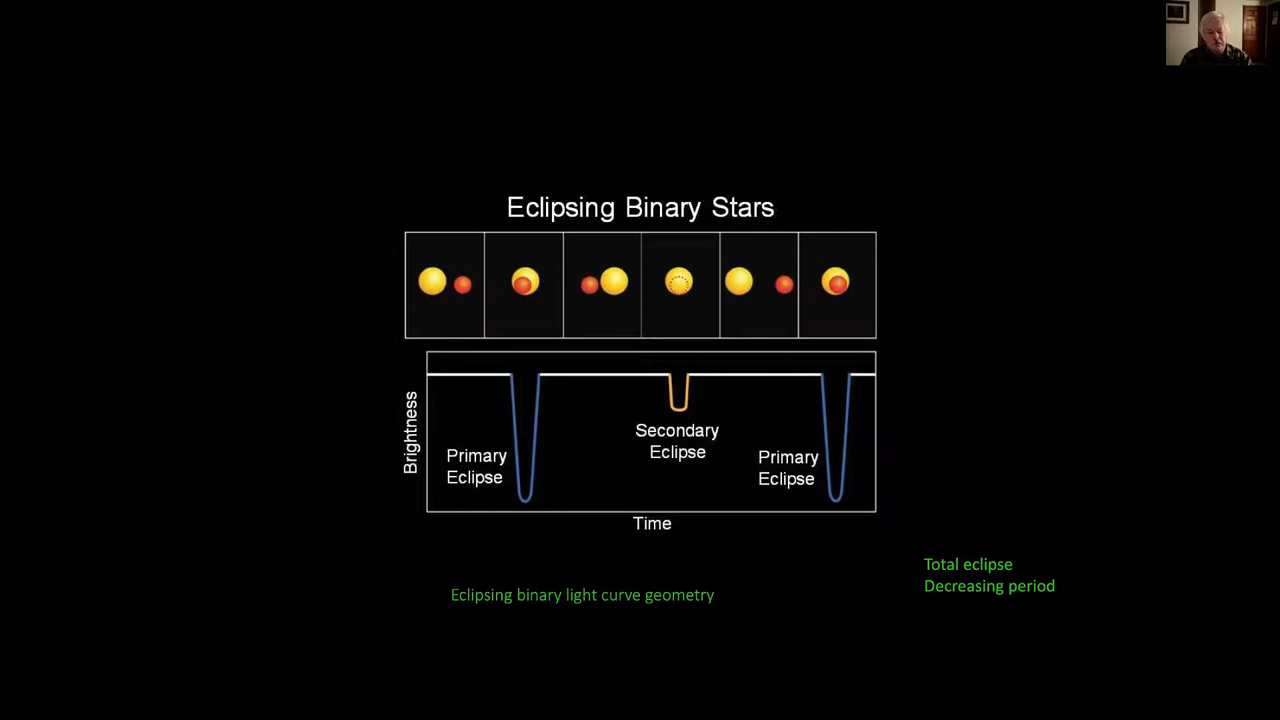 Eclipsing Binary Stars
Brightness
Primary
Eclipse
Secondary
Eclipse
Primary
Eclipse
Time
Total eclipse
Decreasing period
Eclipsing binary light curve geometry